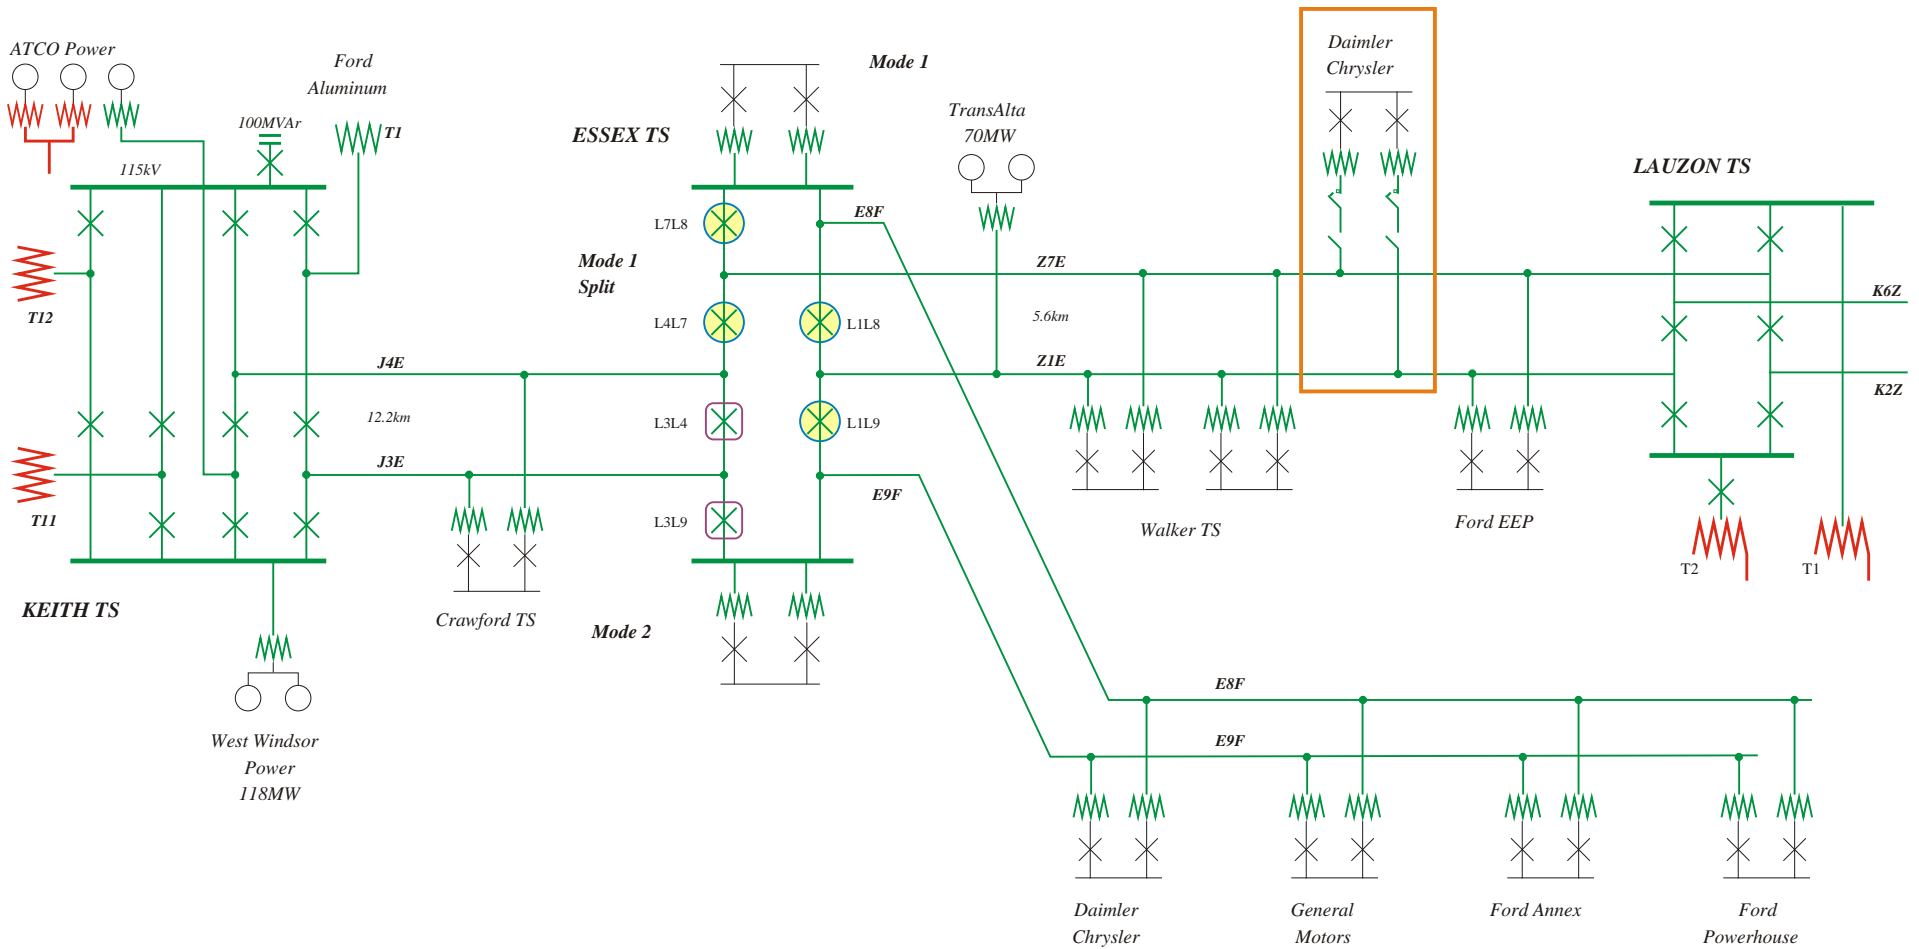 ATCO Power
Ford
Aluminum
100MVAr
T1
115kV
T12
T11
KEITH TS
West Windsor
Power
118MW
J4E
12.2km
J3E
Crawford TS
Mode 1
ESSEX TS
L7L8
Mode 1
Split
L4L7
L1L8
L3L4
L1L9
L3L9
Mode 2
E8F
E9F
TransAlta
70MW
Z7E
5.6km
Z1E
Walker TS
Daimler
Chrysler
Ford EEP
LAUZON TS
K6Z
K2Z
T2
T1
E8F
E9F
Daimler
Chrysler
General
Motors
Ford Annex
Ford
Powerhouse